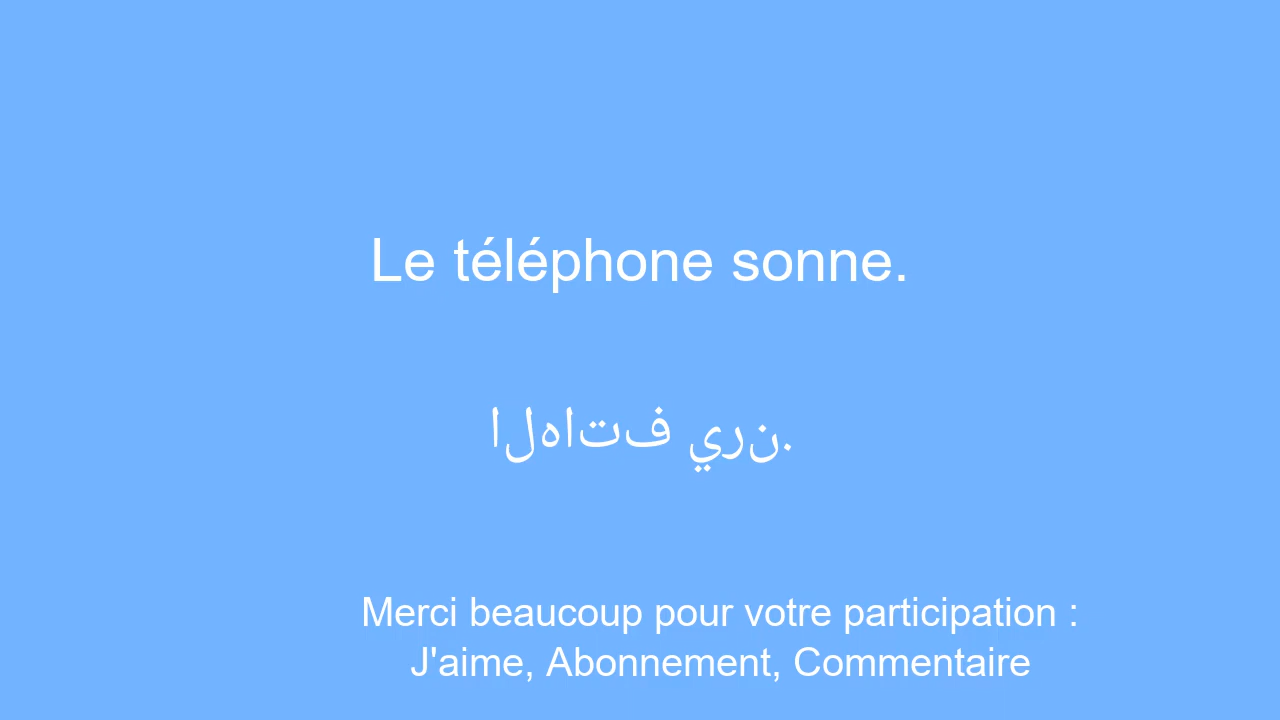 Le téléphone sonne.
الهاتف يرن.
Merci beaucoup pour votre participation :
J'aime, Abonnement, Commentaire